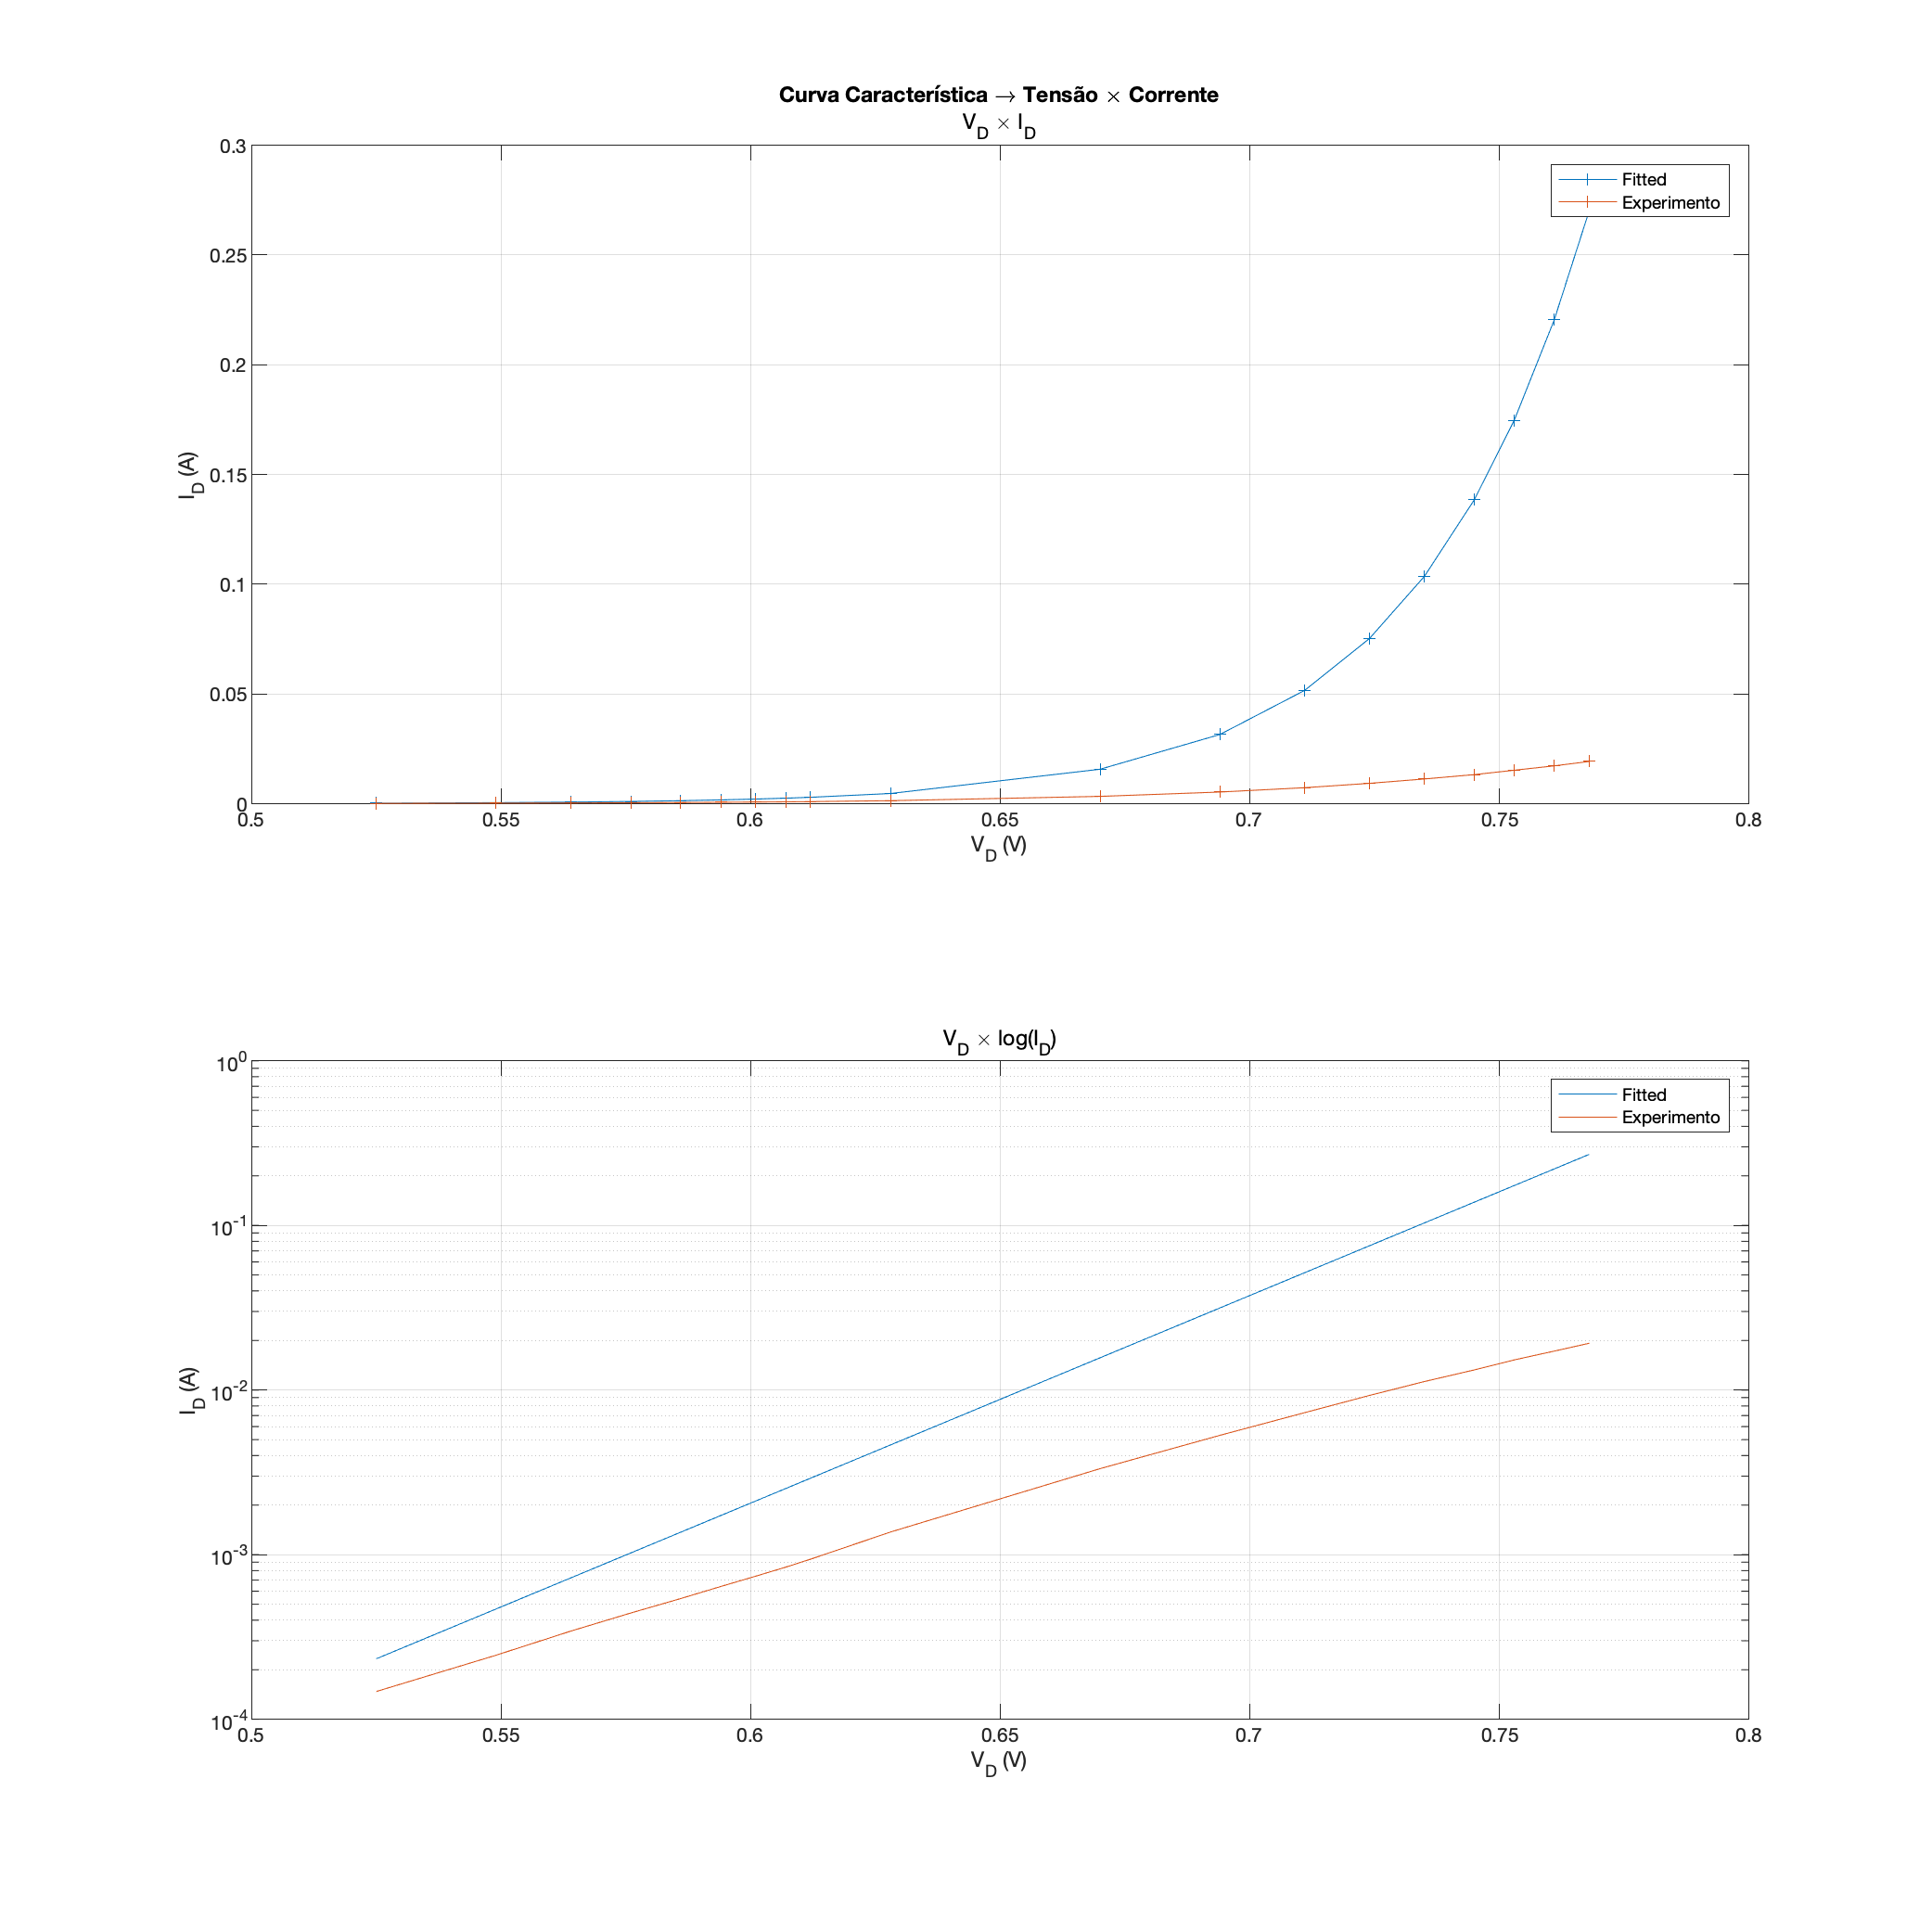 Curva Característica → Tensão × Corrente
V_D × I_D
0.3
0.25
0.2
0.15
0.1
0.05
0
I_D (A)
Fitted
Experimento
0.5 0.55 0.6 0.65 0.7 0.75 0.8
V_D (V)
V_D × log(I_D)
10^0
10^-1
10^-2
10^-3
10^-4
I_D (A)
Fitted
Experimento
0.5 0.55 0.6 0.65 0.7 0.75 0.8
V_D (V)